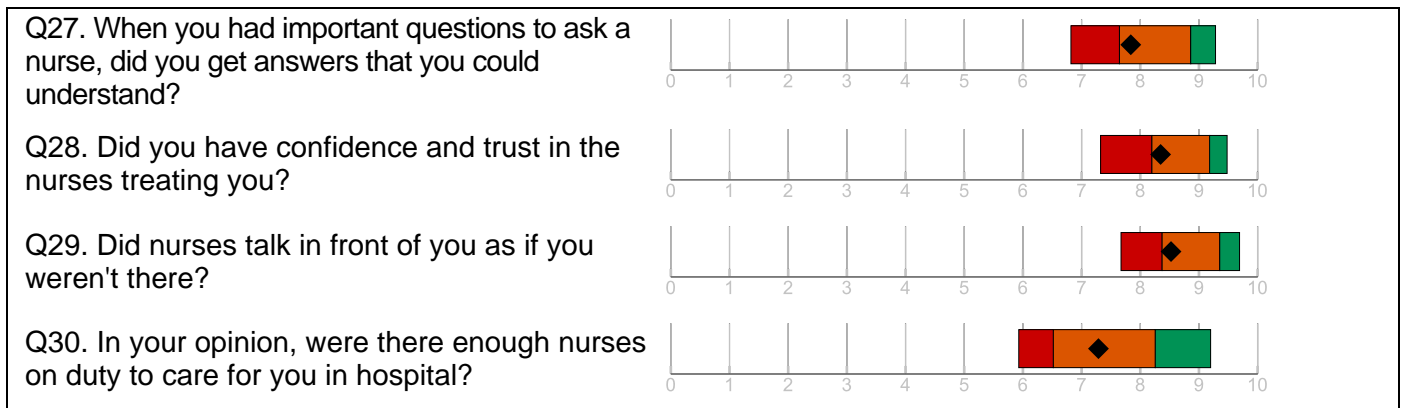 Q27. When you had important questions to ask a
nurse, did you get answers that you could
understand?
0 1 2 3 4 5 6 7 8 9 10
Q28. Did you have confidence and trust in the
nurses treating you?
0 1 2 3 4 5 6 7 8 9 10
Q29. Did nurses talk in front of you as if you
weren't there?
0 1 2 3 4 5 6 7 8 9 10
Q30. In your opinion, were there enough nurses
on duty to care for you in hospital?
0 1 2 3 4 5 6 7 8 9 10